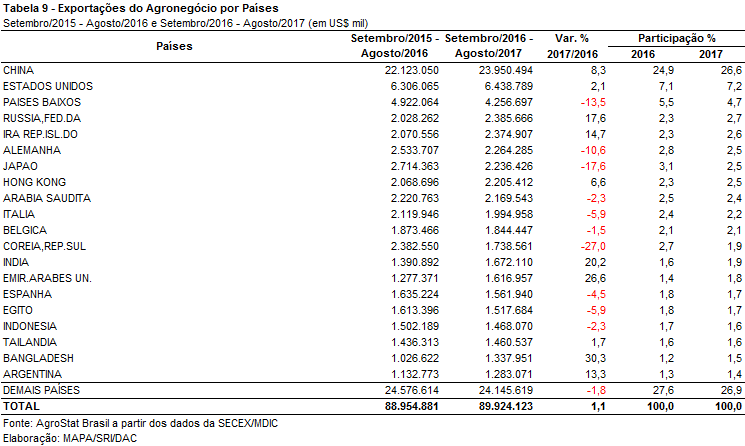 Tabela 9 - Exportações do Agronegócio por Países
Setembro/2015 - Agosto/2016 e Setembro/2016 - Agosto/2017 (em US$ mil)
Países Setembro/2015 - Agosto/2016 Setembro/2016 - Agosto/2017 Var. % 2017/2016 Participação % 2016 2017
CHINA 22.123.050 23.950.494 8,3 24,9 26,6
ESTADOS UNIDOS 6.306.065 6.438.789 2,1 7,1 7,2
PAISES BAIXOS 4.922.064 4.256.697 -13,5 5,5 4,7
RUSSIA,FED.DA 2.028.262 2.385.666 17,6 2,3 2,7
IRA REP.ISL.DO 2.070.556 2.374.907 14,7 2,3 2,6
ALEMANHA 2.533.707 2.264.285 -10,6 2,8 2,5
JAPAO 2.714.363 2.236.426 -17,6 3,1 2,5
HONG KONG 2.068.696 2.205.412 6,6 2,3 2,5
ARABIA SAUDITA 2.220.763 2.169.543 -2,3 2,5 2,4
ITALIA 2.119.946 1.994.958 -5,9 2,4 2,2
BELGICA 1.873.466 1.844.447 -1,5 2,1 2,1
COREIA,REP.SUL 2.382.550 1.738.561 -27,0 2,7 1,9
INDIA 1.390.892 1.672.110 20,2 1,6 1,9
EMIR.ARABES UN. 1.277.371 1.616.957 26,6 1,4 1,8
ESPANHA 1.635.224 1.561.940 -4,5 1,8 1,7
EGITO 1.613.396 1.517.684 -5,9 1,8 1,7
INDONESIA 1.502.189 1.468.070 -2,3 1,7 1,6
TAILANDIA 1.436.313 1.460.537 1,7 1,6 1,6
BANGLADESH 1.026.622 1.337.951 30,3 1,2 1,5
ARGENTINA 1.132.773 1.283.071 13,3 1,3 1,4
DEMAIS PAÍSES 24.576.614 24.145.619 -1,8 27,6 26,9
TOTAL 88.954.881 89.924.123 1,1 100,0 100,0
Fonte: AgroStat Brasil a partir dos dados da SECEX/MDIC
Elaboração: MAPA/SRI/DAC